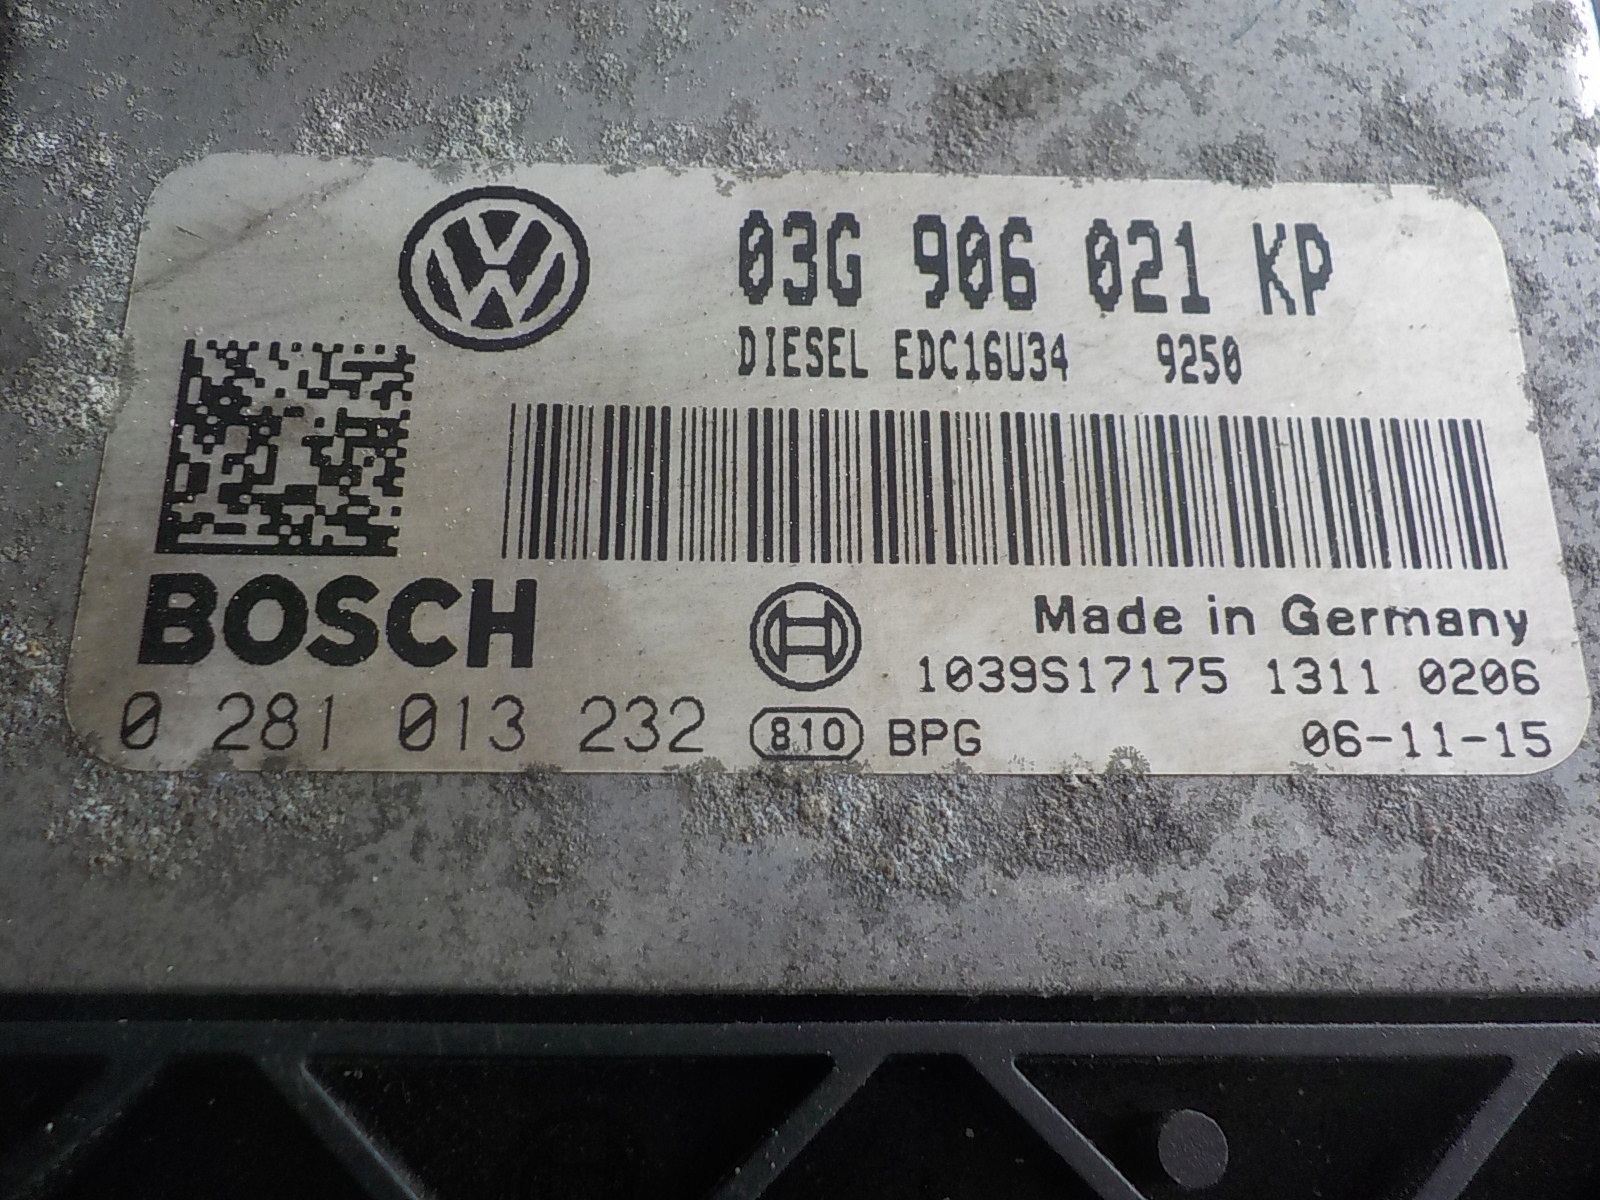 03G 906 021 KP
DIESEL EDC16U34 9250
BOSCH
Made in Germany
1039S17175 1311 0206
0 281 013 232 810 BPG 06-11-15